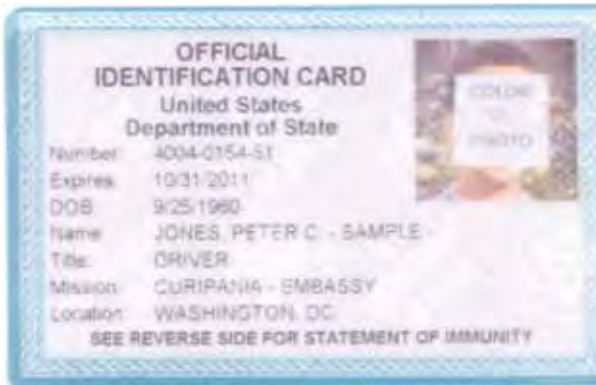 OFFICIAL
IDENTIFICATION CARD
United States
Department of State
Number: 4004-0154-51
Expires: 10/31/2011
DOB: 9/25/1960
Name: JONES, PETER C. - SAMPLE -
Title: DRIVER
Mission: CURIPANIA - EMBASSY
Location: WASHINGTON, DC
SEE REVERSE SIDE FOR STATEMENT OF IMMUNITY
COLOR
PHOTO